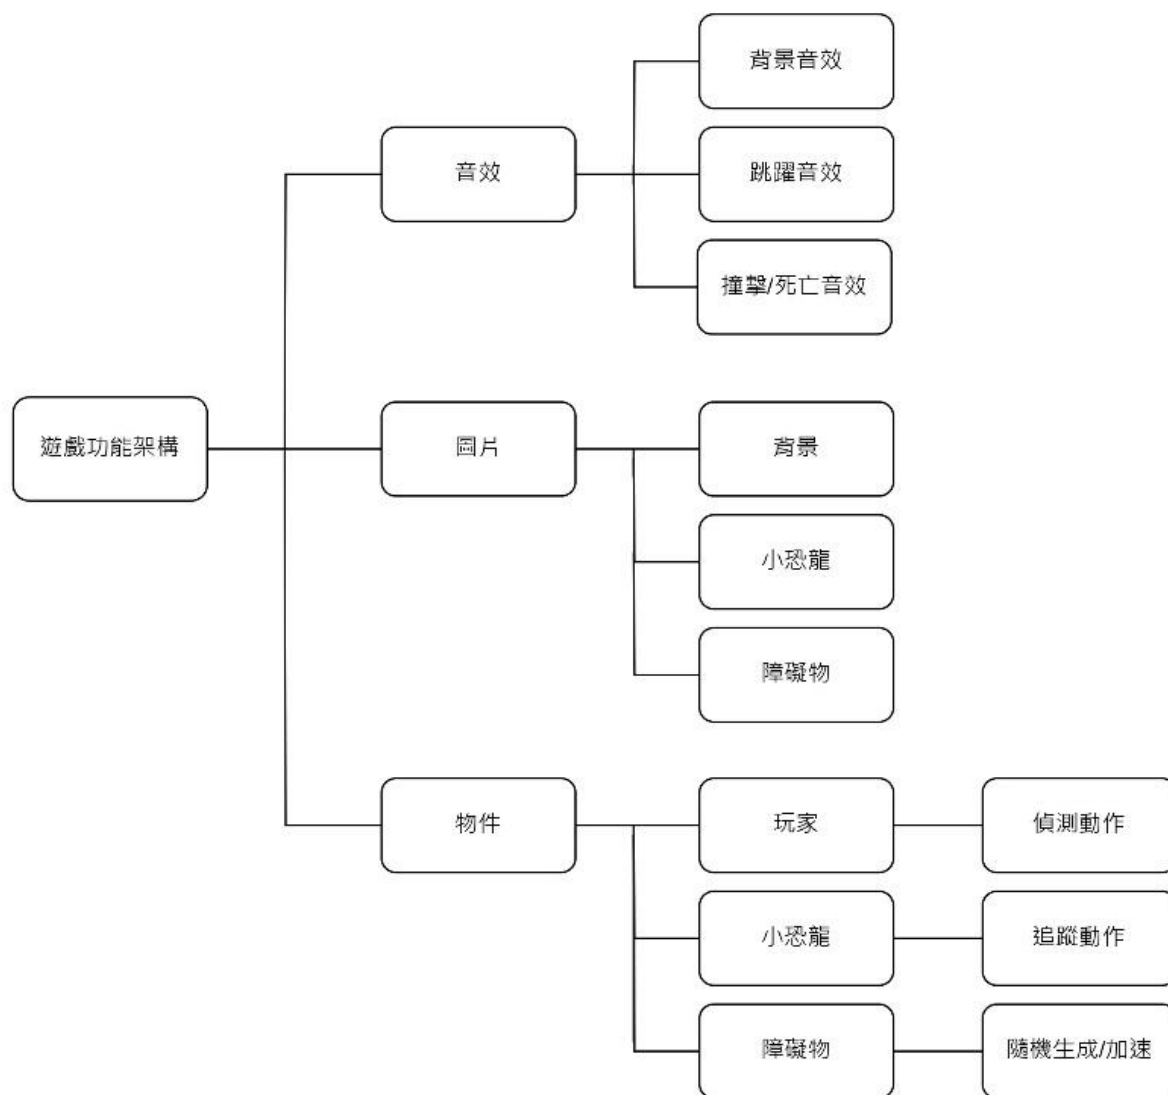 遊戲功能架構
音效
背景音效
跳躍音效
撞擊/死亡音效
圖片
背景
小恐龍
障礙物
物件
玩家
偵測動作
小恐龍
追蹤動作
障礙物
隨機生成/加速